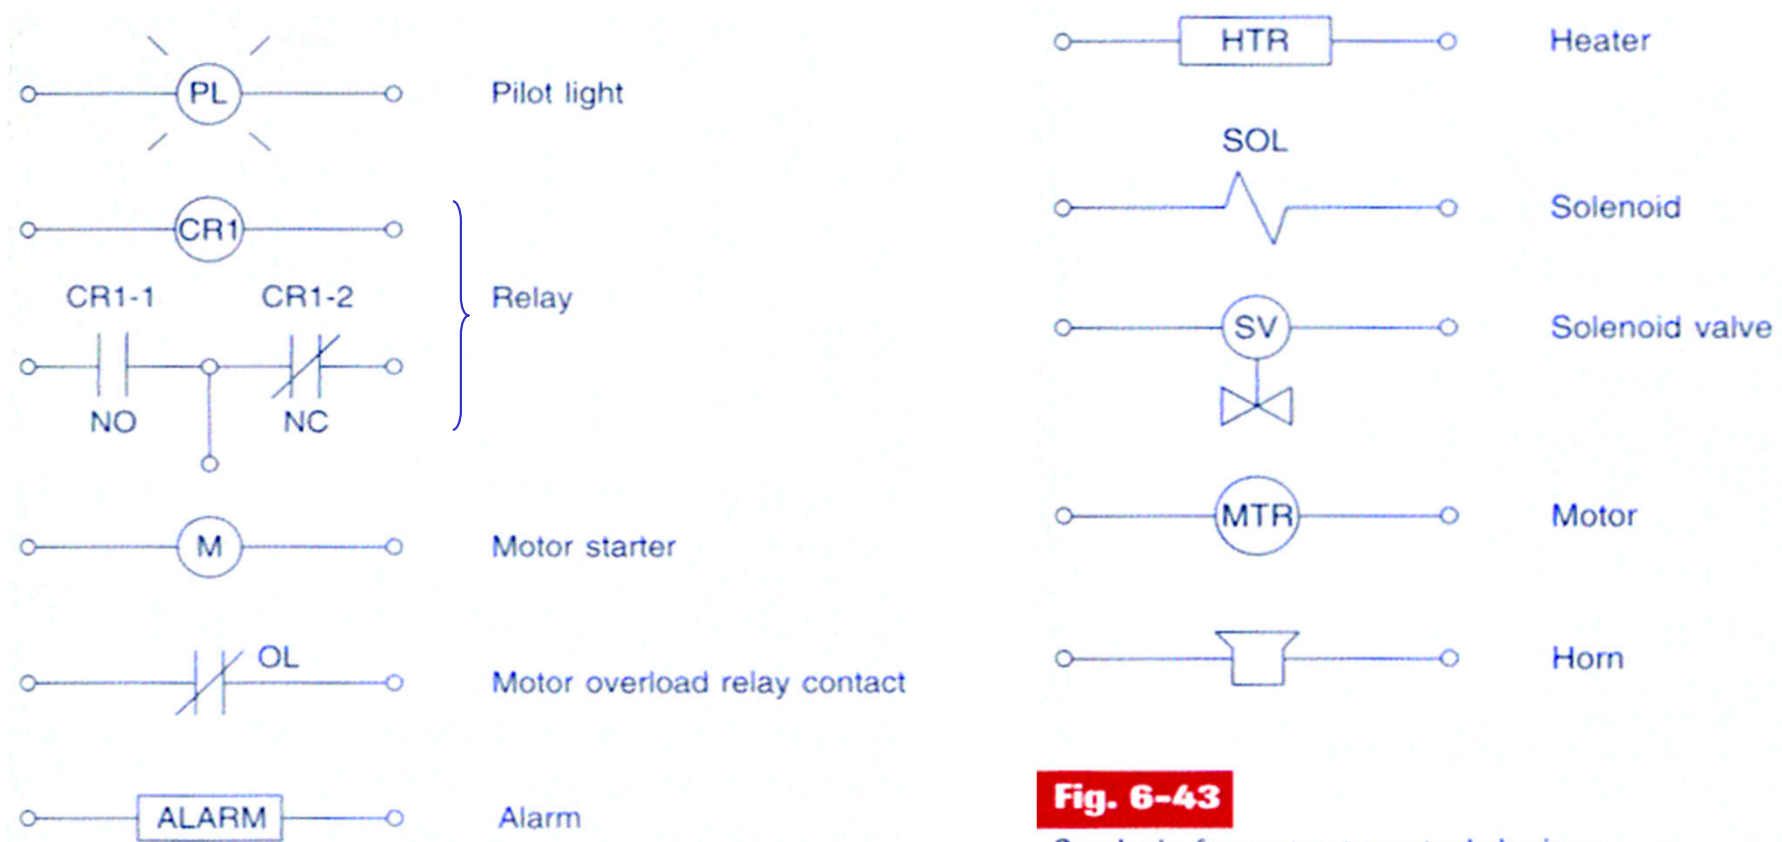 PL
Pilot light
CR1
CR1-1
CR1-2
Relay
NO
NC
M
Motor starter
OL
Motor overload relay contact
ALARM
Alarm
HTR
Heater
SOL
Solenoid
SV
Solenoid valve
MTR
Motor
Horn
Fig. 6-43